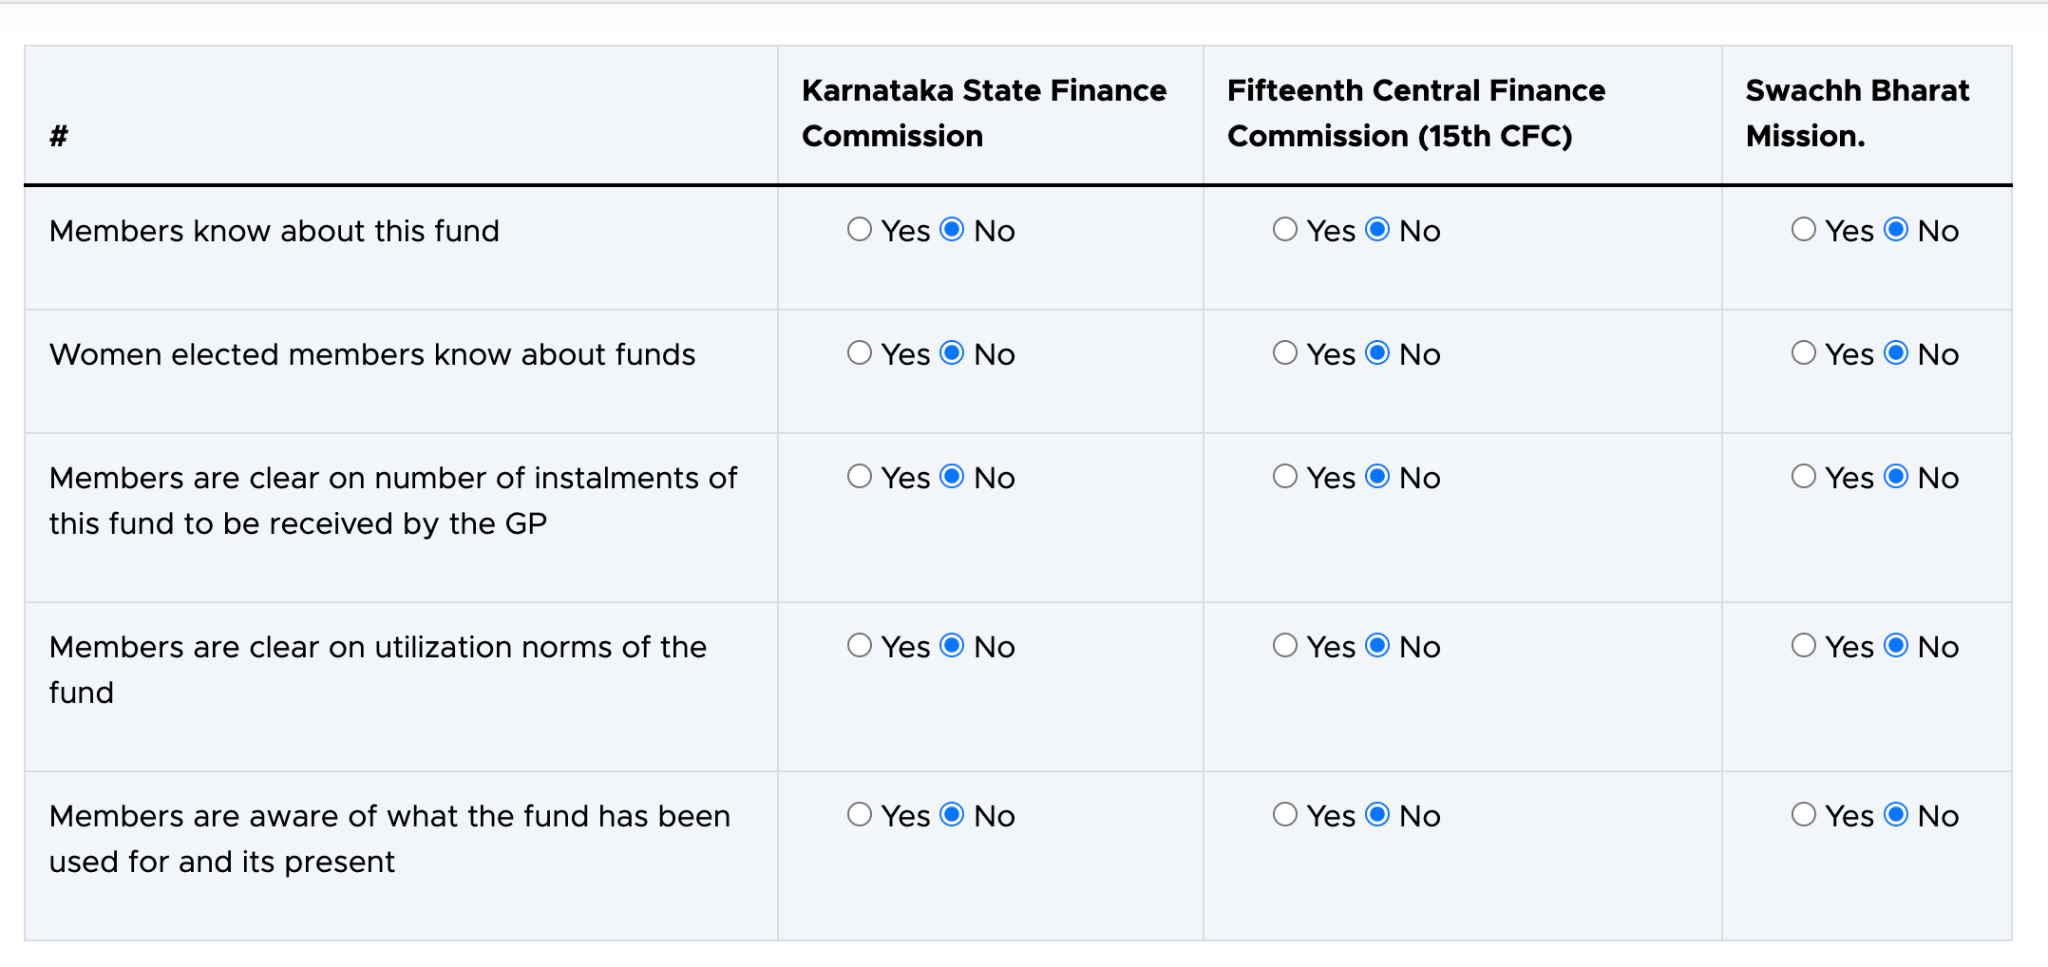 #
Karnataka State Finance
Commission
Fifteenth Central Finance
Commission (15th CFC)
Swachh Bharat
Mission.
Members know about this fund
Yes No
Yes No
Yes No
Women elected members know about funds
Yes No
Yes No
Yes No
Members are clear on number of instalments of
this fund to be received by the GP
Yes No
Yes No
Yes No
Members are clear on utilization norms of the
fund
Yes No
Yes No
Yes No
Members are aware of what the fund has been
used for and its present
Yes No
Yes No
Yes No